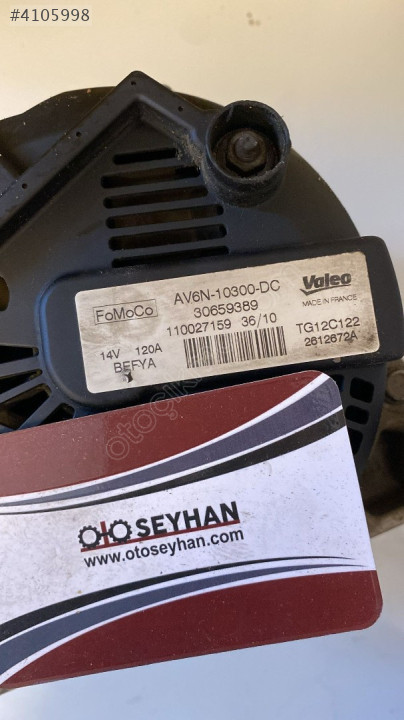 #4105998
FoMoCo
AV6N-10300-DC
30659389
110027159 36/10
Valeo
MADE IN FRANCE
14V 120A
BEFYA
TG12C122
2612672A
OTOSEYHAN
www.otoseyhan.com